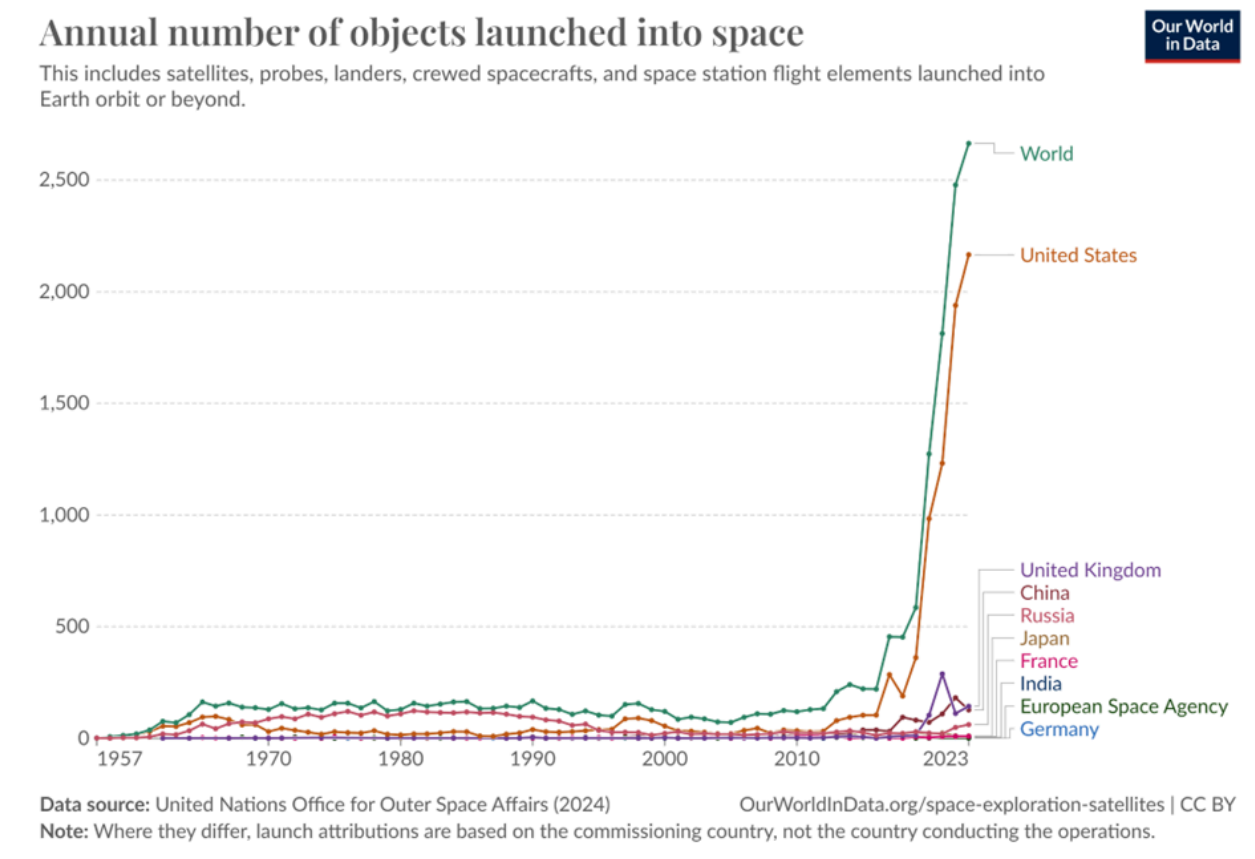 Annual number of objects launched into space
Our World
in Data
This includes satellites, probes, landers, crewed spacecrafts, and space station flight elements launched into
Earth orbit or beyond.
World
2,500
United States
2,000
1,500
1,000
United Kingdom
China
500
Russia
Japan
France
India
European Space Agency
Germany
0
1957 1970 1980 1990 2000 2010 2023
Data source: United Nations Office for Outer Space Affairs (2024) OurWorldInData.org/space-exploration-satellites | CC BY
Note: Where they differ, launch attributions are based on the commissioning country, not the country conducting the operations.